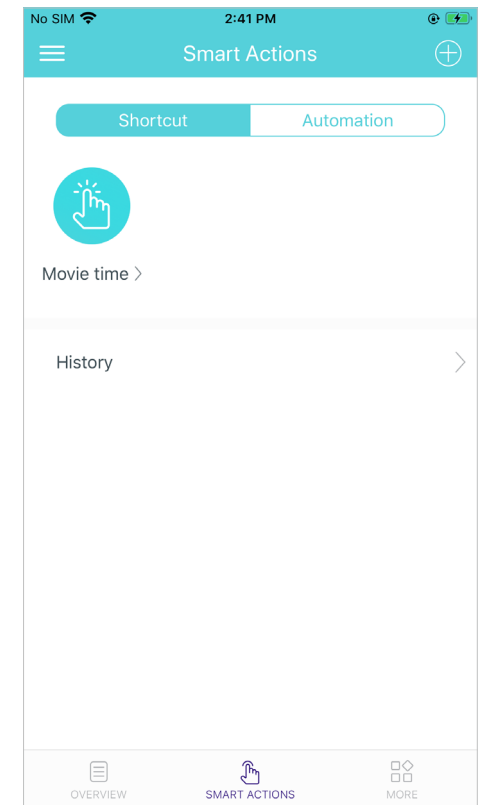 No SIM 2:41 PM
Smart Actions
Shortcut Automation
Movie time
History
OVERVIEW SMART ACTIONS MORE